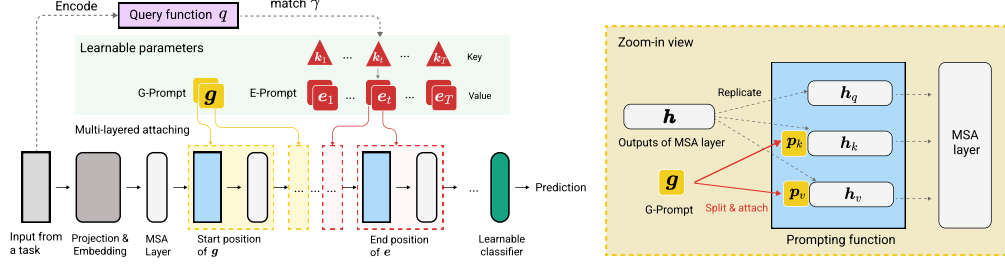 Encode
Query function q
match γ
Learnable parameters
k1 ... kt ... kT Key
G-Prompt g E-Prompt e1 ... et ... eT Value
Multi-layered attaching
... ... ...
... Prediction
Input from
a task
Projection &
Embedding
MSA
Layer
Start position
of g
End position
of e
Learnable
classifier
Zoom-in view
Replicate
h
Outputs of MSA layer
hq
pk hk
pv hv
g
G-Prompt
Split & attach
Prompting function
MSA
layer